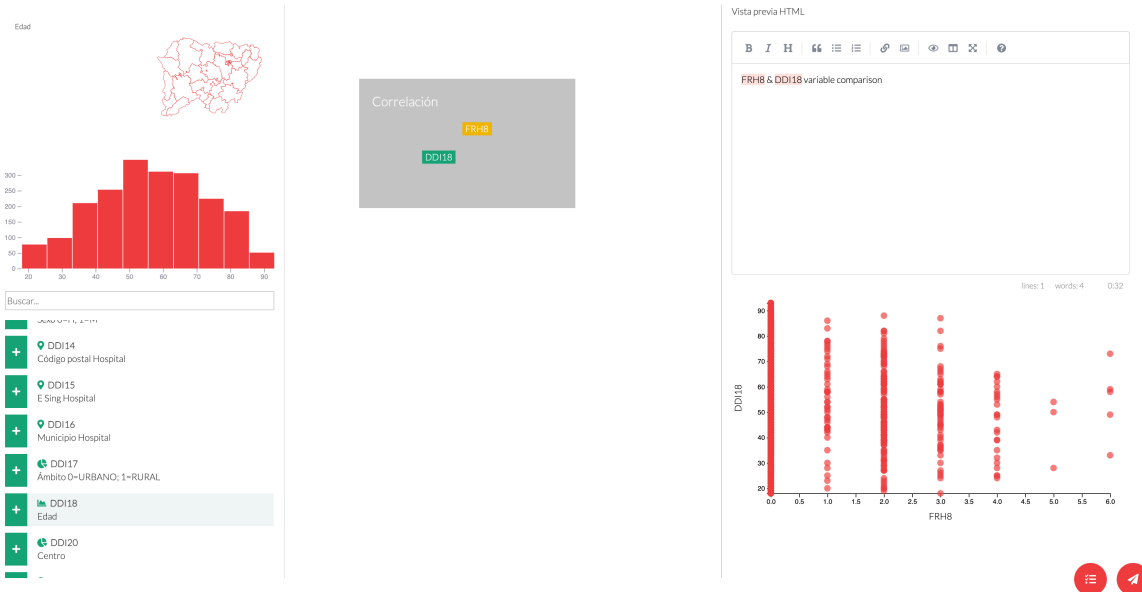 Edad
300
250
200
150
100
50
0
20 30 40 50 60 70 80 90
Buscar...
DDI14
Código postal Hospital
DDI15
E Sing Hospital
DDI16
Municipio Hospital
DDI17
Ámbito 0=URBANO; 1=RURAL
DDI18
Edad
DDI20
Centro
Correlación
FRH8
DDI18
Vista previa HTML
B I H
FRH8 & DDI18 variable comparison
lines: 1 words: 4 0:32
90
80
70
60
50
40
30
20
DDI18
0.0 0.5 1.0 1.5 2.0 2.5 3.0 3.5 4.0 4.5 5.0 5.5 6.0
FRH8